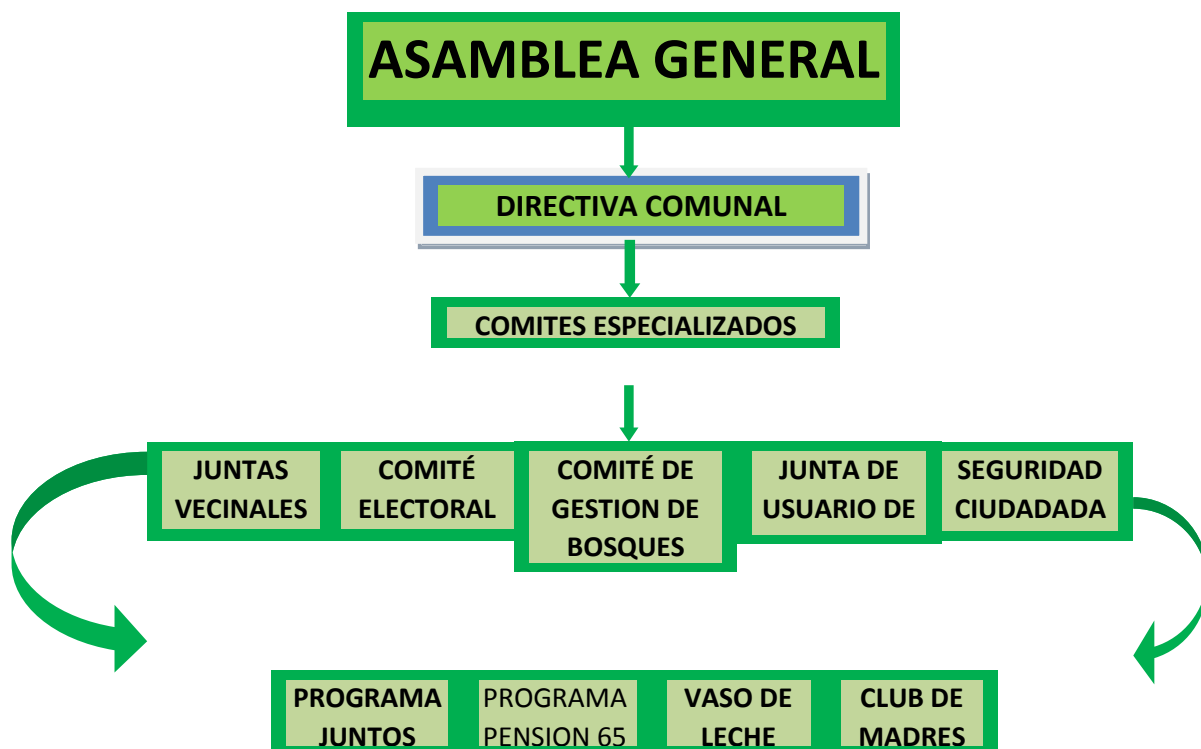 ASAMBLEA GENERAL
DIRECTIVA COMUNAL
COMITES ESPECIALIZADOS
JUNTAS
VECINALES
COMITÉ
ELECTORAL
COMITÉ DE
GESTION DE
BOSQUES
JUNTA DE
USUARIO DE
SEGURIDAD
CIUDADADA
PROGRAMA
JUNTOS
PROGRAMA
PENSION 65
VASO DE
LECHE
CLUB DE
MADRES